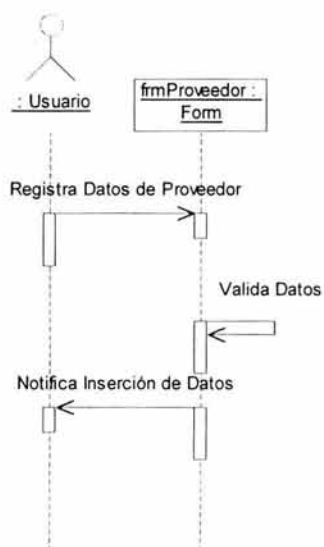 : Usuario
frmProveedor :
Form
Registra Datos de Proveedor
Valida Datos
Notifica Inserción de Datos